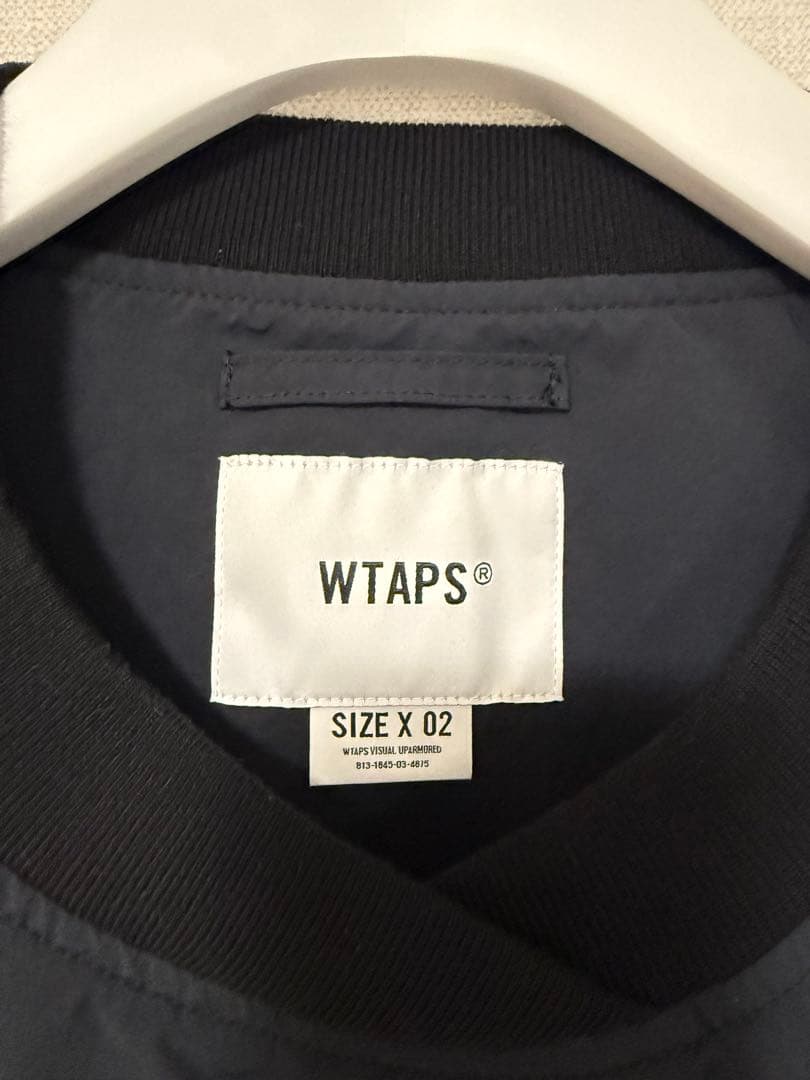 WTAPS®
SIZE X 02
WTAPS VISUAL UPARMORED
813-1845-03-4875